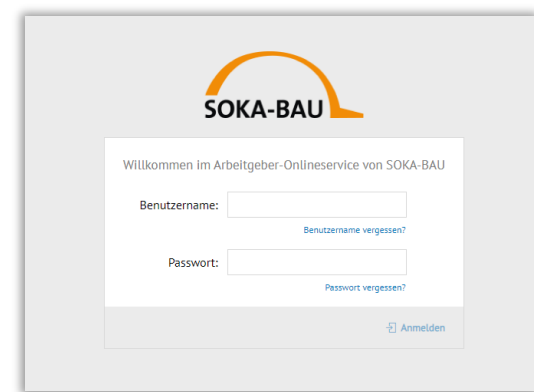 SOKA-BAU
Willkommen im Arbeitgeber-Onlineservice von SOKA-BAU
Benutzername:
Benutzername vergessen?
Passwort:
Passwort vergessen?
Anmelden